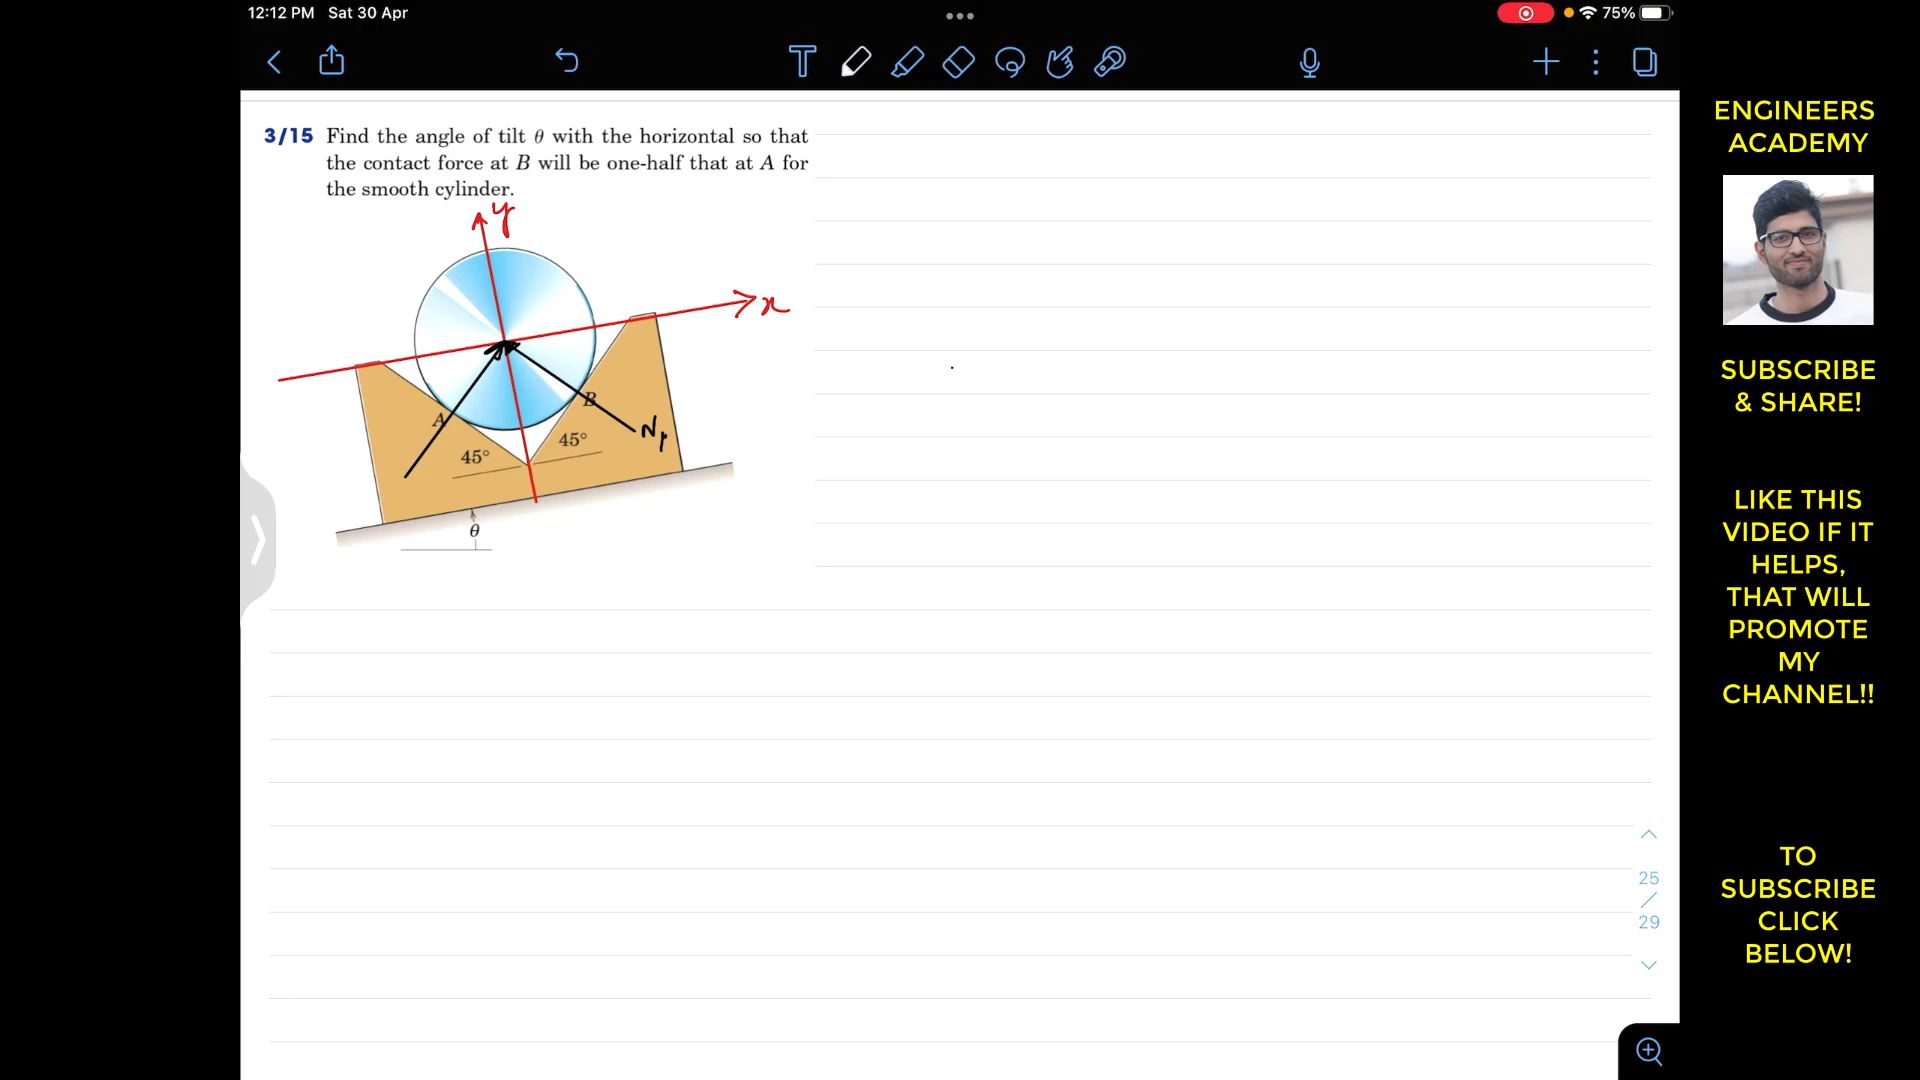 12:12 PM Sat 30 Apr
75%
3/15 Find the angle of tilt θ with the horizontal so that
the contact force at B will be one-half that at A for
the smooth cylinder.
y
x
A
B
N
45°
45°
θ
25
/
29
ENGINEERS
ACADEMY
SUBSCRIBE
& SHARE!
LIKE THIS
VIDEO IF IT
HELPS,
THAT WILL
PROMOTE
MY
CHANNEL!!
TO
SUBSCRIBE
CLICK
BELOW!